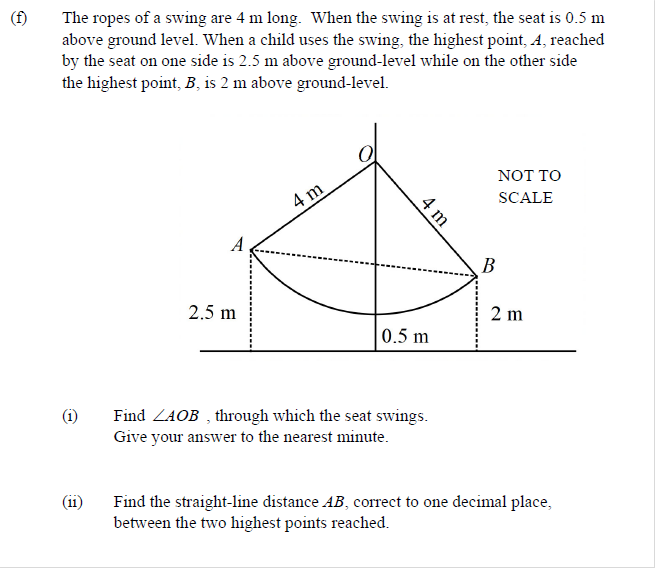 (f) The ropes of a swing are 4 m long. When the swing is at rest, the seat is 0.5 m
above ground level. When a child uses the swing, the highest point, A, reached
by the seat on one side is 2.5 m above ground-level while on the other side
the highest point, B, is 2 m above ground-level.
O
NOT TO
SCALE
4 m
4 m
A
B
2.5 m
2 m
0.5 m
(i) Find ∠AOB , through which the seat swings.
Give your answer to the nearest minute.
(ii) Find the straight-line distance AB, correct to one decimal place,
between the two highest points reached.